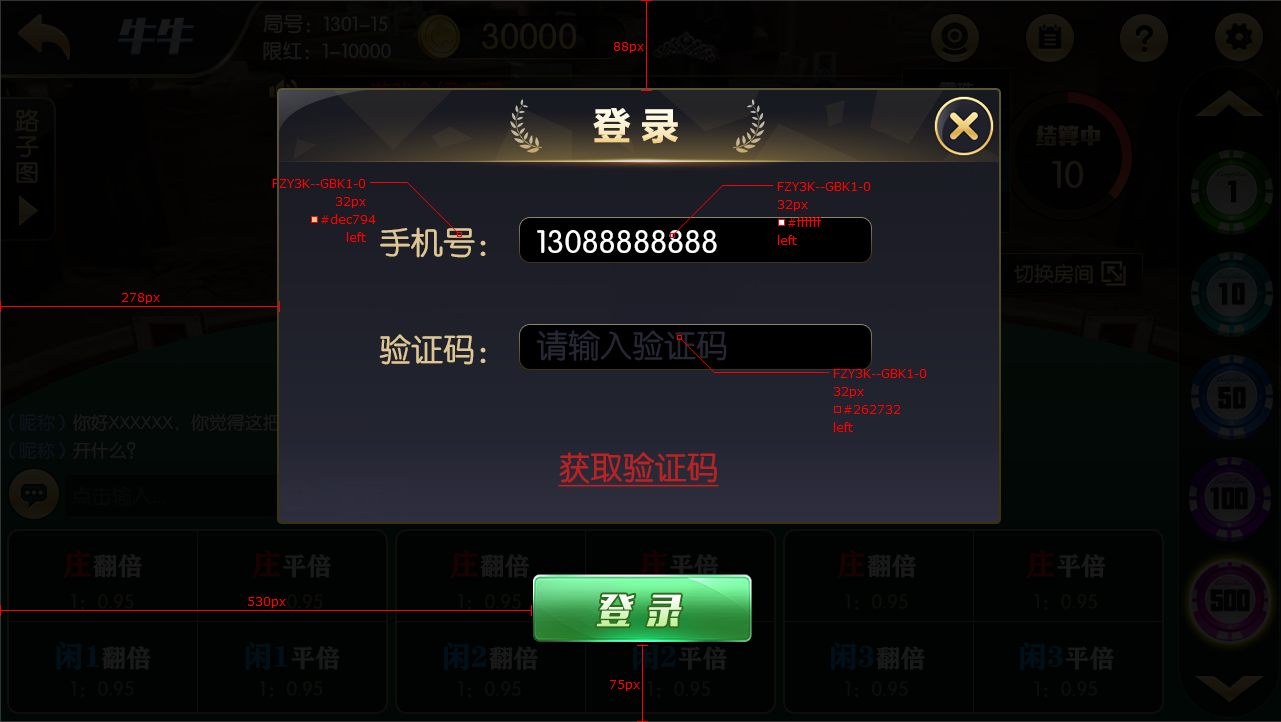 牛牛
局号：1301-15
限红：1-10000
30000
88px
路子图
登录
结算中
10
FZY3K--GBK1-0
32px
#dec794
left
FZY3K--GBK1-0
32px
#ffffff
left
手机号：
13088888888
1
切换房间
10
278px
验证码：
请输入验证码
FZY3K--GBK1-0
32px
#262732
left
50
（昵称）你好XXXXXX，你觉得这把
（昵称）开什么？
获取验证码
点击输入...
100
庄翻倍
1：0.95
庄平倍
0.95
庄翻倍
1：0.95
庄平倍
庄翻倍
1：0.95
庄平倍
1：0.95
530px
登录
500
闲1翻倍
1：0.95
闲1平倍
1：0.95
闲2翻倍
1：0.95
闲2平倍
1：0.95
闲3翻倍
1：0.95
闲3平倍
1：0.95
75px